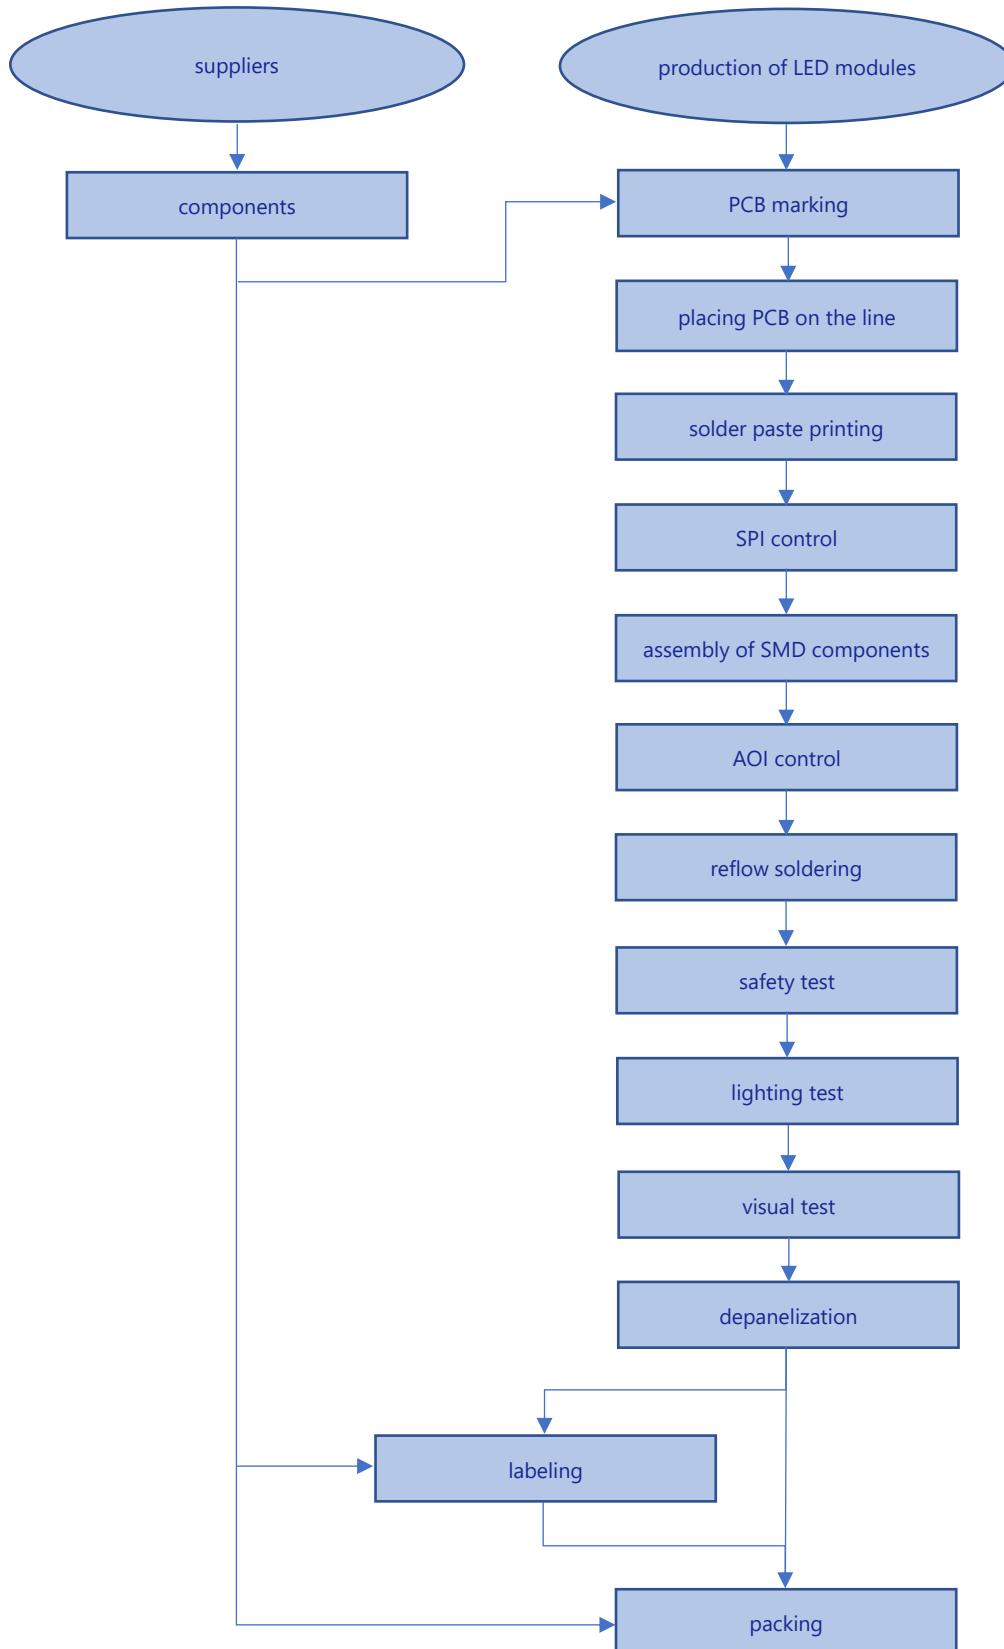 suppliers
production of LED modules
components
PCB marking
placing PCB on the line
solder paste printing
SPI control
assembly of SMD components
AOI control
reflow soldering
safety test
lighting test
visual test
depanelization
labeling
packing